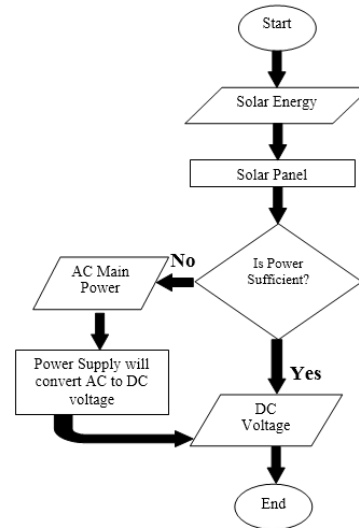 Start
Solar Energy
Solar Panel
Is Power
Sufficient?
No
AC Main
Power
Power Supply will
convert AC to DC
voltage
Yes
DC
Voltage
End